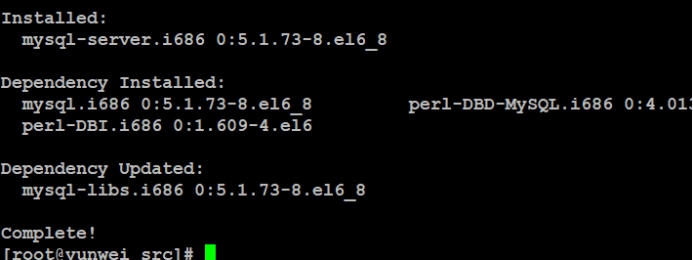 Installed:
mysql-server.i686 0:5.1.73-8.el6_8
Dependency Installed:
mysql.i686 0:5.1.73-8.el6_8 perl-DBD-MySQL.i686 0:4.013
perl-DBI.i686 0:1.609-4.el6
Dependency Updated:
mysql-libs.i686 0:5.1.73-8.el6_8
Complete!
[root@yunwei src]#